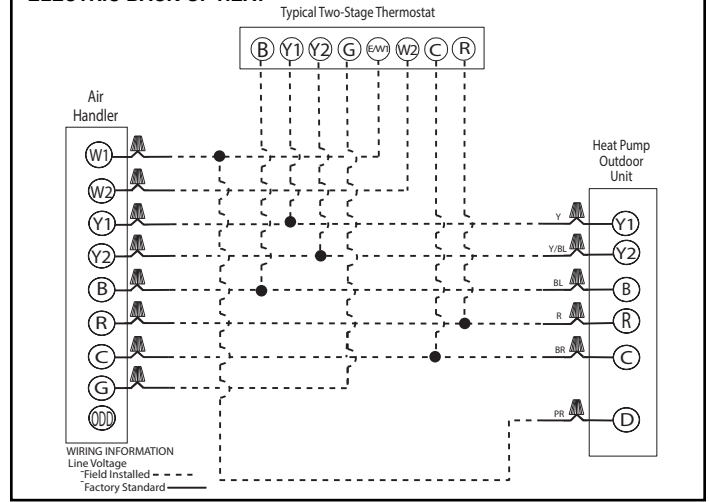 ELECTRIC BACK UP HEAT
Typical Two-Stage Thermostat
B Y1 Y2 G E/W1 W2 C R
Air
Handler
W1
W2
Y1
Y2
B
R
C
G
ODD
Heat Pump
Outdoor
Unit
Y Y1
Y/BL Y2
BL B
R R
BR C
PR D
WIRING INFORMATION
Line Voltage
-Field Installed
-Factory Standard